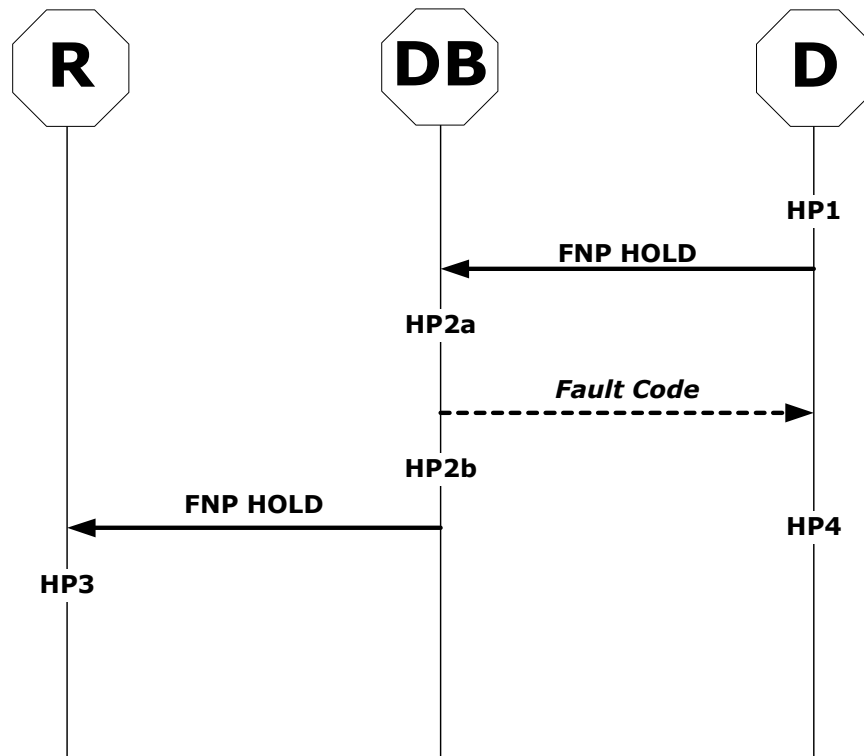 R
DB
D
HP1
FNP HOLD
HP2a
Fault Code
HP2b
FNP HOLD
HP4
HP3